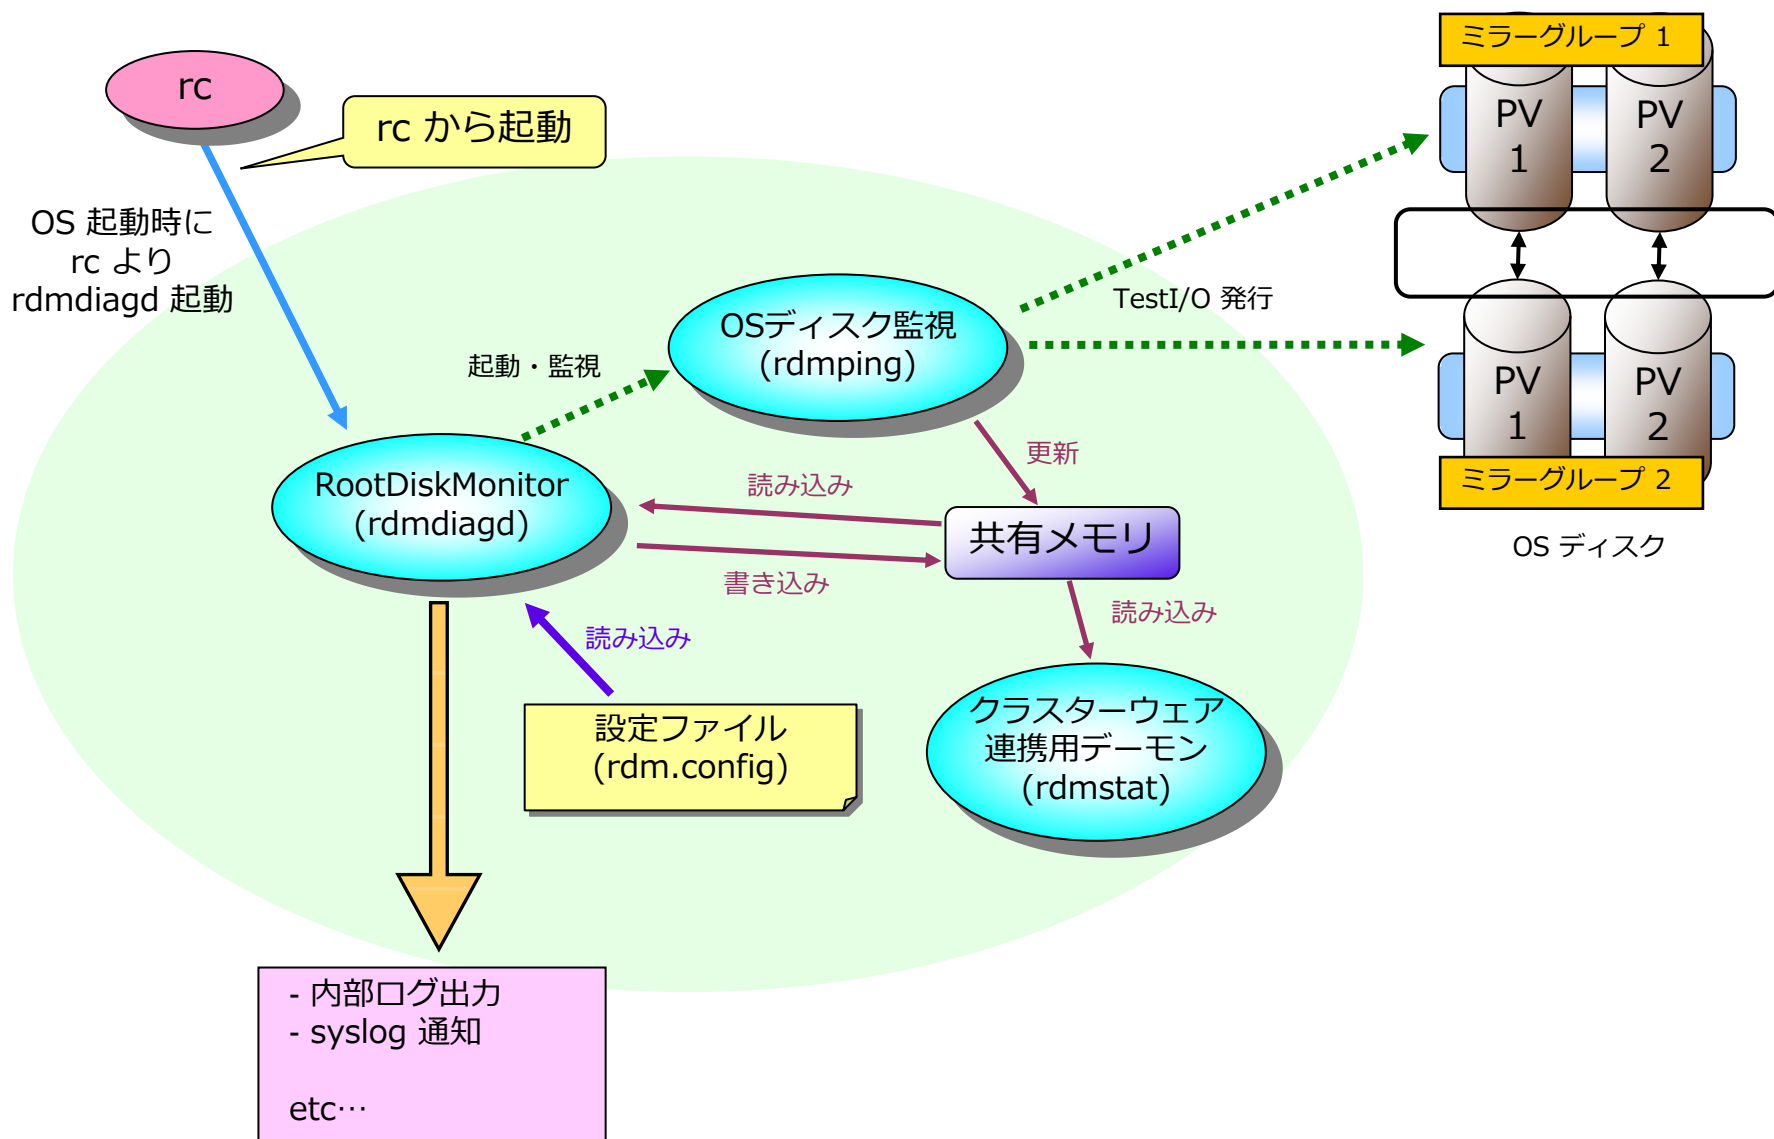 rc
rc から起動
OS 起動時に
rc より
rdmdiagd 起動
起動・監視
OSディスク監視
(rdmping)
TestI/O 発行
ミラーグループ 1
PV
1
PV
2
PV
1
PV
2
ミラーグループ 2
OS ディスク
RootDiskMonitor
(rdmdiagd)
読み込み
更新
共有メモリ
書き込み
読み込み
読み込み
設定ファイル
(rdm.config)
クラスターウェア
連携用デーモン
(rdmstat)
- 内部ログ出力
- syslog 通知
etc…